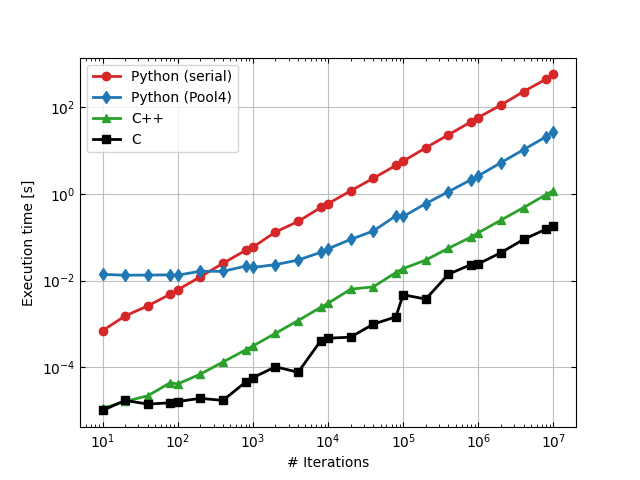 Python (serial)
Python (Pool4)
C++
C
10²
10⁰
10⁻²
10⁻⁴
Execution time [s]
10¹ 10² 10³ 10⁴ 10⁵ 10⁶ 10⁷
# Iterations